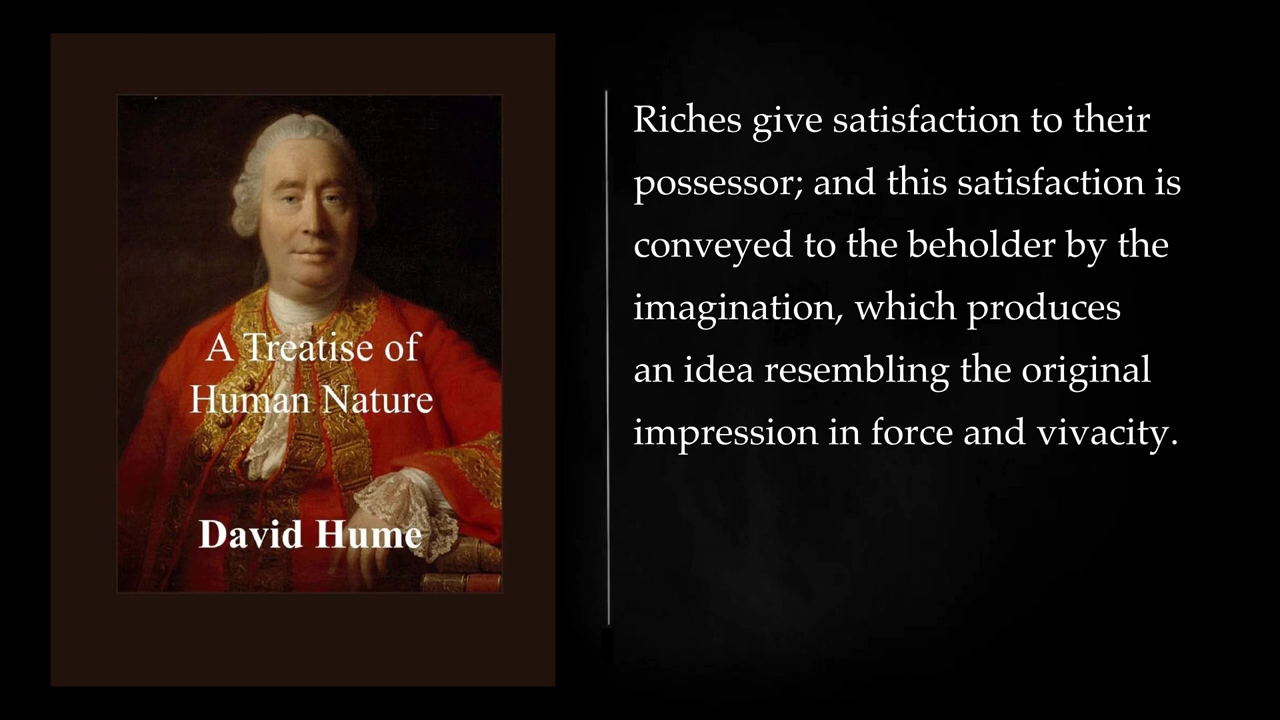 A Treatise of
Human Nature
David Hume
Riches give satisfaction to their
possessor; and this satisfaction is
conveyed to the beholder by the
imagination, which produces
an idea resembling the original
impression in force and vivacity.